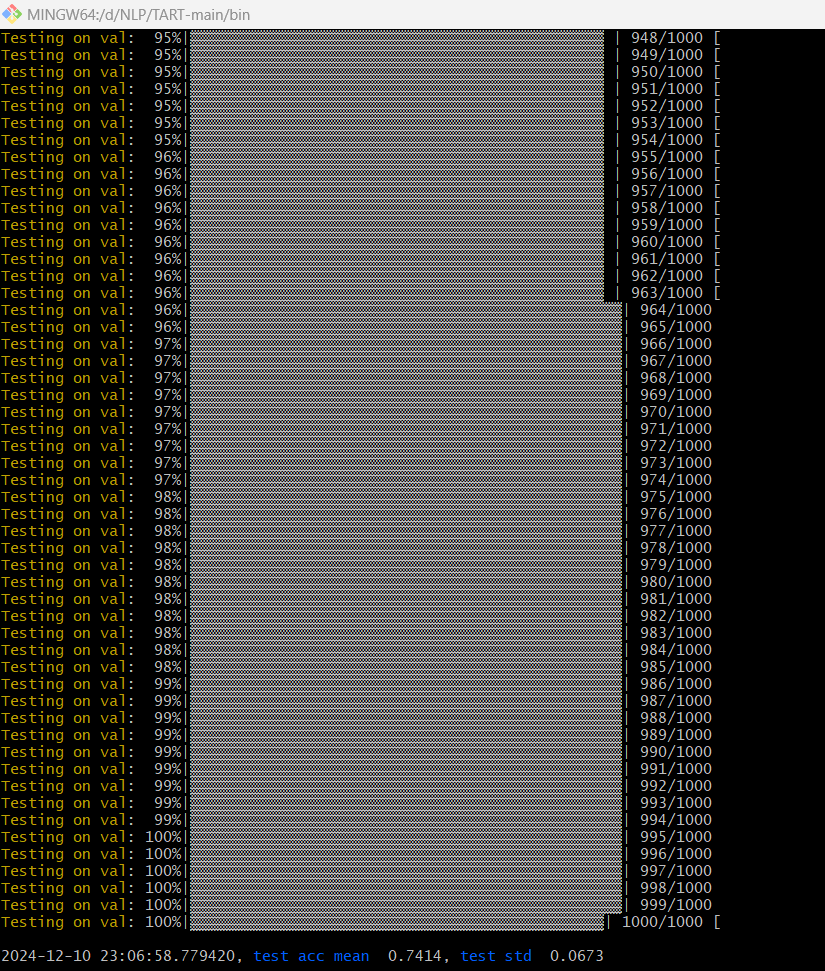 MINGW64:/d/NLP/TART-main/bin
Testing on val:  95%| | 948/1000 [
Testing on val:  95%| | 949/1000 [
Testing on val:  95%| | 950/1000 [
Testing on val:  95%| | 951/1000 [
Testing on val:  95%| | 952/1000 [
Testing on val:  95%| | 953/1000 [
Testing on val:  95%| | 954/1000 [
Testing on val:  96%| | 955/1000 [
Testing on val:  96%| | 956/1000 [
Testing on val:  96%| | 957/1000 [
Testing on val:  96%| | 958/1000 [
Testing on val:  96%| | 959/1000 [
Testing on val:  96%| | 960/1000 [
Testing on val:  96%| | 961/1000 [
Testing on val:  96%| | 962/1000 [
Testing on val:  96%| | 963/1000 [
Testing on val:  96%| | 964/1000
Testing on val:  96%| | 965/1000
Testing on val:  97%| | 966/1000
Testing on val:  97%| | 967/1000
Testing on val:  97%| | 968/1000
Testing on val:  97%| | 969/1000
Testing on val:  97%| | 970/1000
Testing on val:  97%| | 971/1000
Testing on val:  97%| | 972/1000
Testing on val:  97%| | 973/1000
Testing on val:  97%| | 974/1000
Testing on val:  98%| | 975/1000
Testing on val:  98%| | 976/1000
Testing on val:  98%| | 977/1000
Testing on val:  98%| | 978/1000
Testing on val:  98%| | 979/1000
Testing on val:  98%| | 980/1000
Testing on val:  98%| | 981/1000
Testing on val:  98%| | 982/1000
Testing on val:  98%| | 983/1000
Testing on val:  98%| | 984/1000
Testing on val:  98%| | 985/1000
Testing on val:  99%| | 986/1000
Testing on val:  99%| | 987/1000
Testing on val:  99%| | 988/1000
Testing on val:  99%| | 989/1000
Testing on val:  99%| | 990/1000
Testing on val:  99%| | 991/1000
Testing on val:  99%| | 992/1000
Testing on val:  99%| | 993/1000
Testing on val:  99%| | 994/1000
Testing on val: 100%| | 995/1000
Testing on val: 100%| | 996/1000
Testing on val: 100%| | 997/1000
Testing on val: 100%| | 998/1000
Testing on val: 100%| | 999/1000
Testing on val: 100%| | 1000/1000 [
2024-12-10 23:06:58.779420, test acc mean  0.7414, test std  0.0673